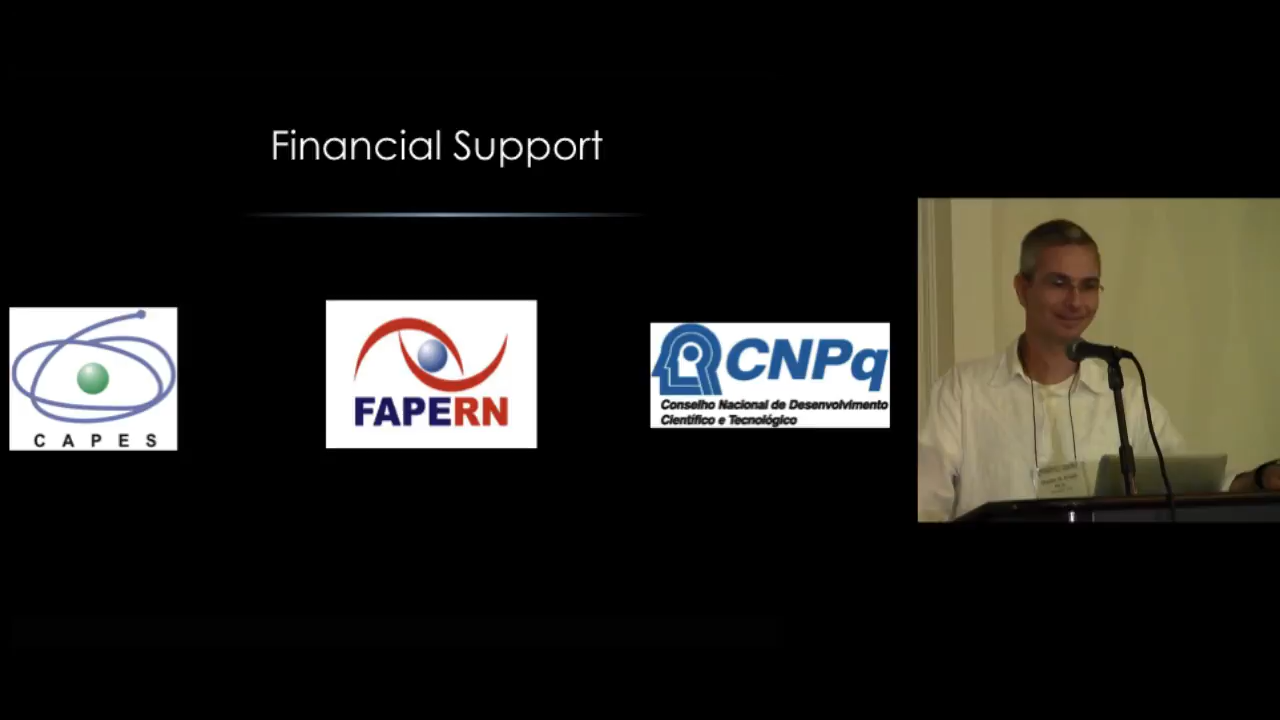 Financial Support
CAPES
FAPERN
CNPq
Conselho Nacional de Desenvolvimento
Científico e Tecnológico